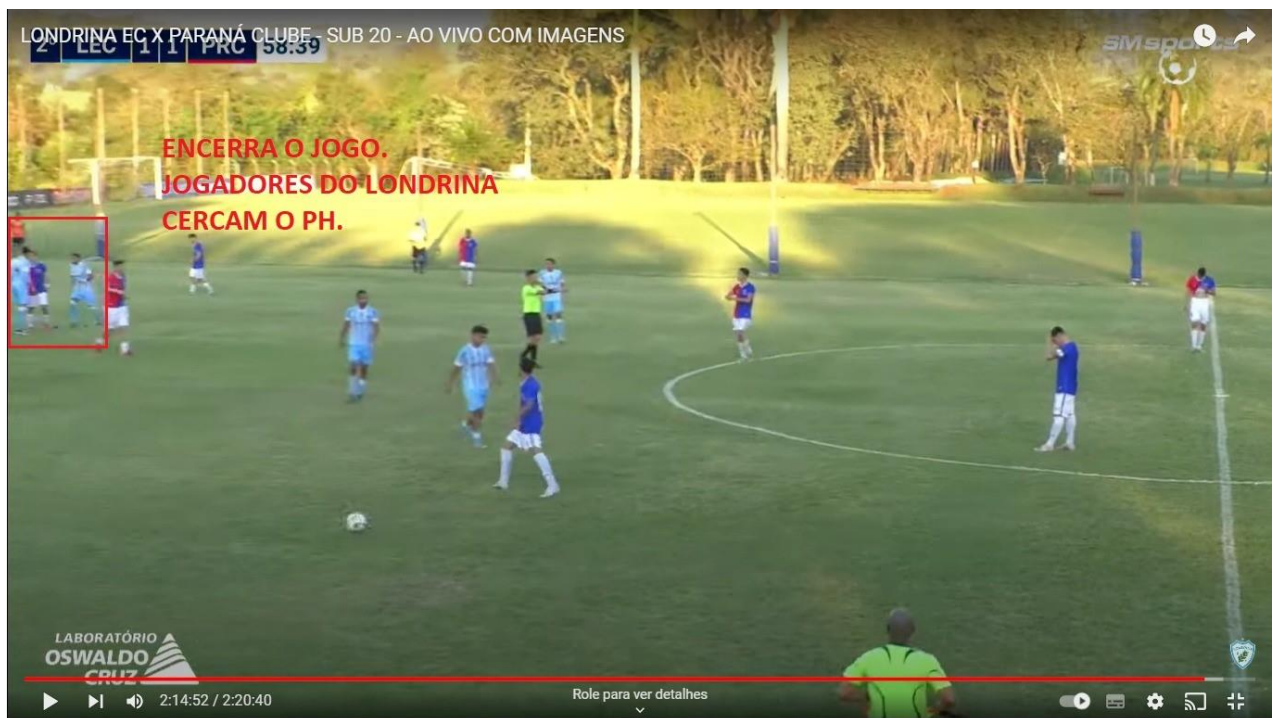 LONDRINA EC X PARANÁ CLUBE - SUB 20 - AO VIVO COM IMAGENS
2º LEC 1 1 PRC 58:39
SMsports
ENCERRA O JOGO.
JOGADORES DO LONDRINA
CERCAM O PH.
LABORATÓRIO
OSWALDO
CRUZ
2:14:52 / 2:20:40
Role para ver detalhes